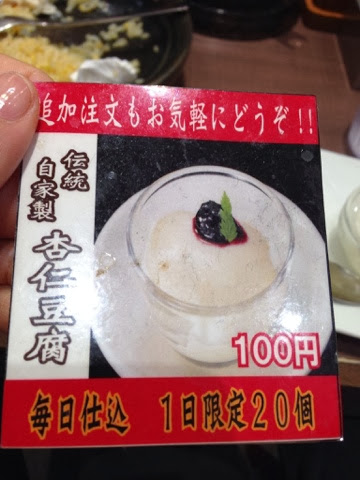 追加注文もお気軽にどうぞ!!
伝統
自家製
杏仁豆腐
100円
毎日仕込 1日限定20個